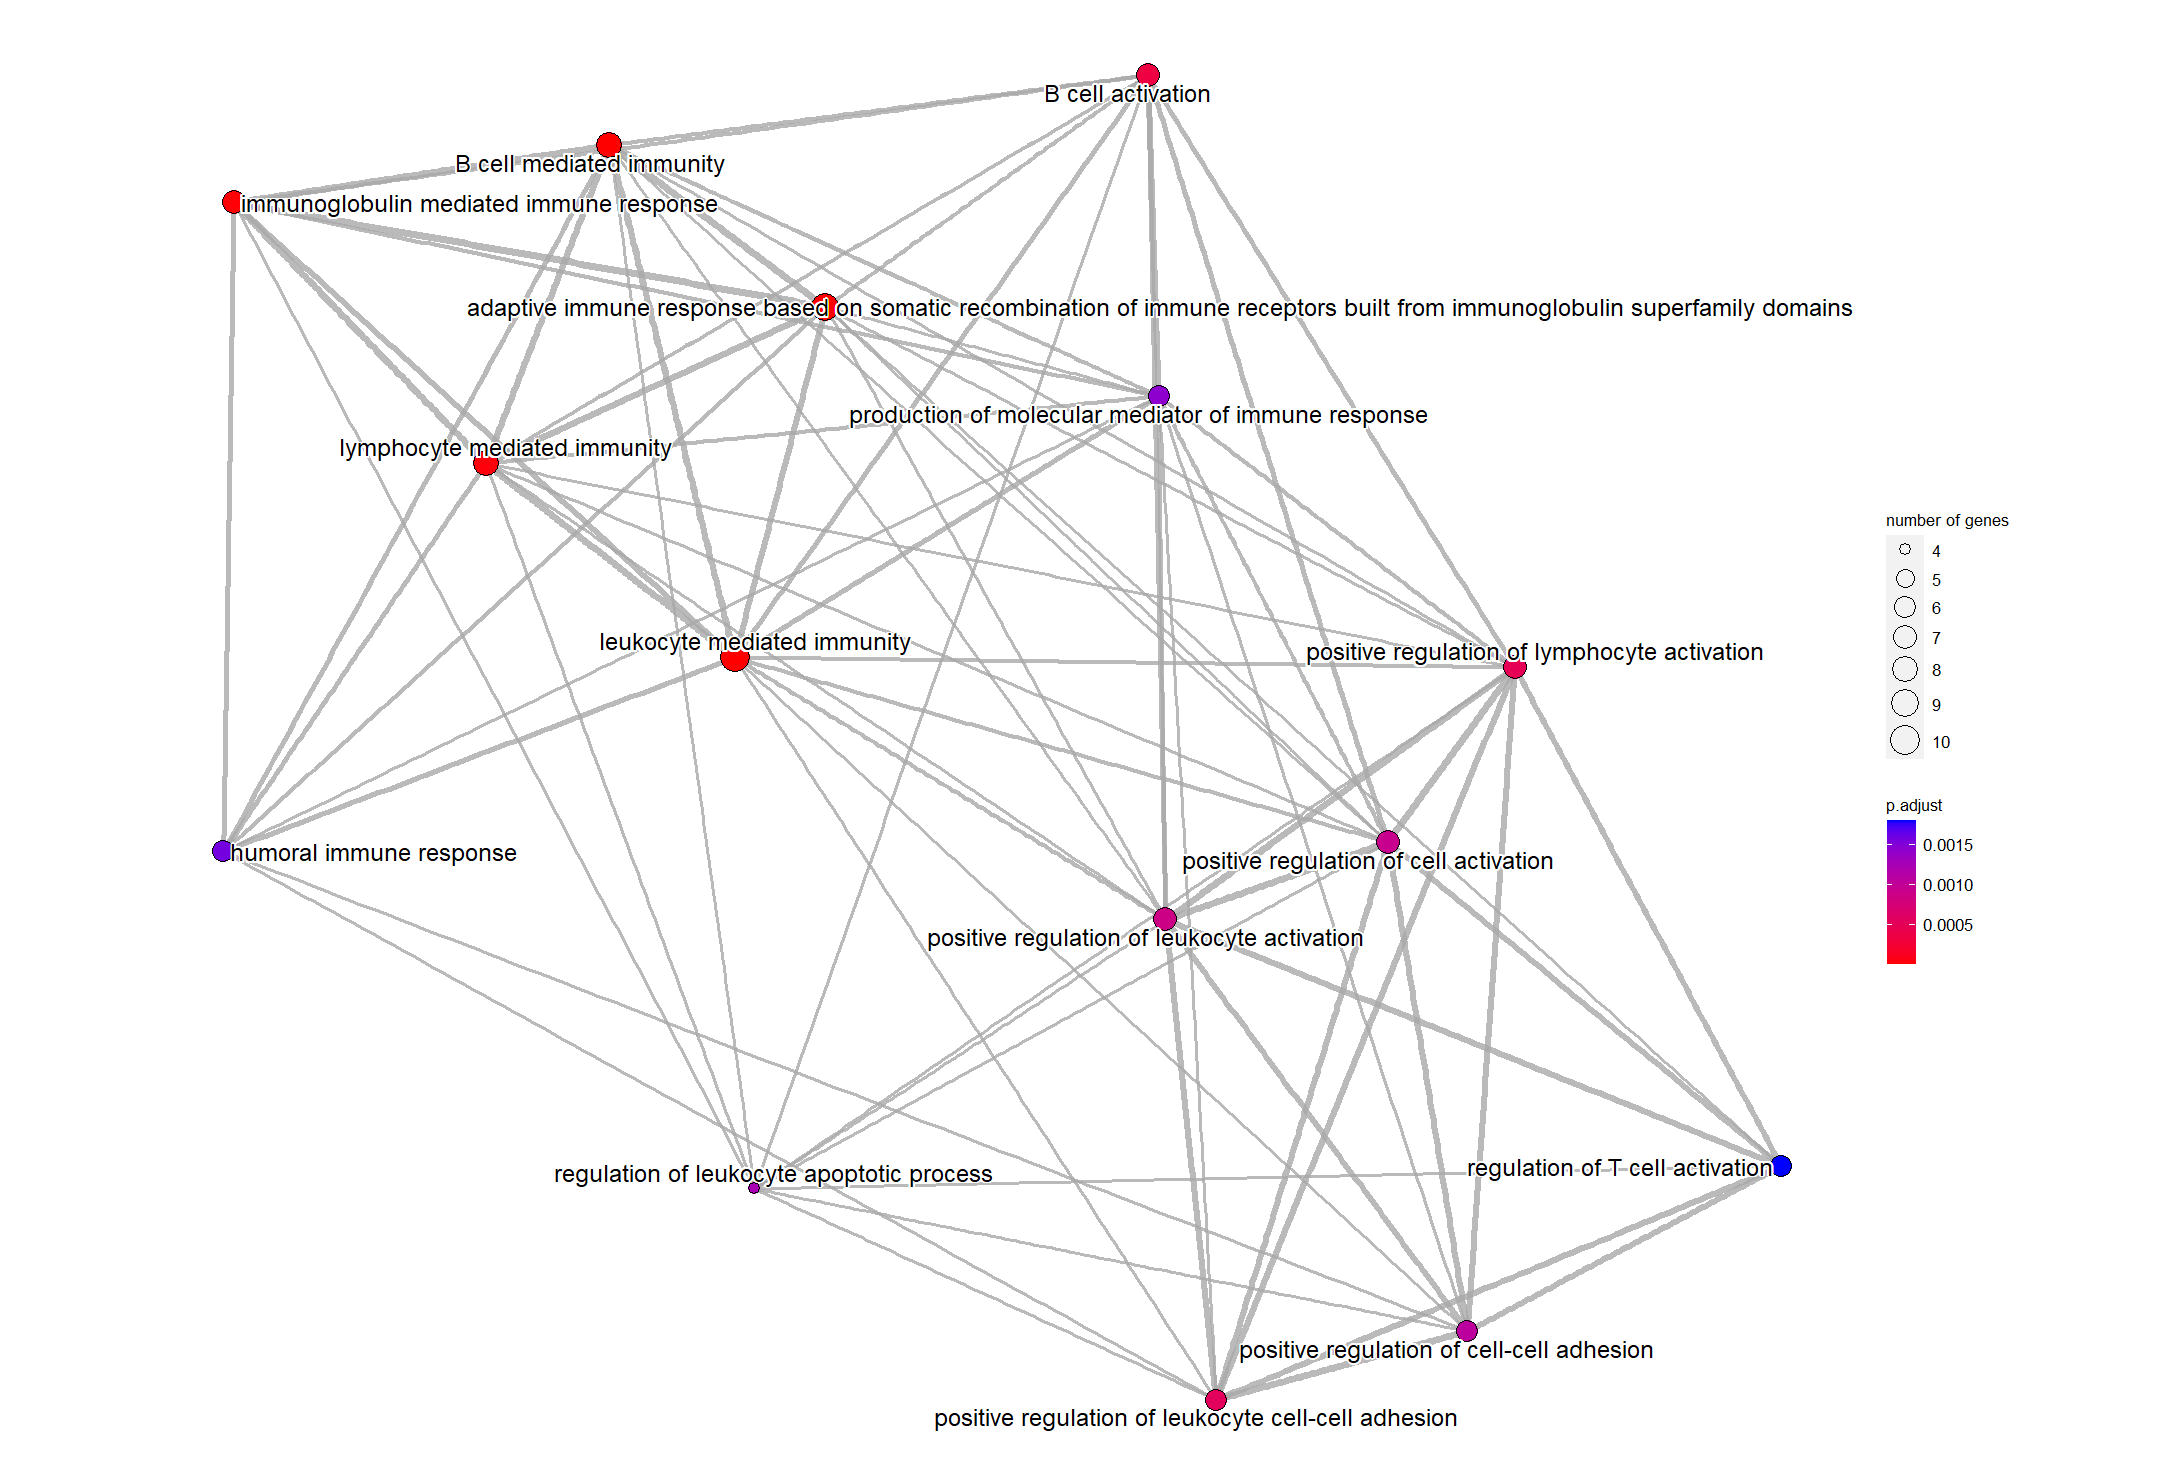 B cell activation
B cell mediated immunity
immunoglobulin mediated immune response
adaptive immune response based on somatic recombination of immune receptors built from immunoglobulin superfamily domains
production of molecular mediator of immune response
lymphocyte mediated immunity
leukocyte mediated immunity
positive regulation of lymphocyte activation
humoral immune response
positive regulation of cell activation
positive regulation of leukocyte activation
regulation of leukocyte apoptotic process
regulation of T cell activation
positive regulation of cell-cell adhesion
positive regulation of leukocyte cell-cell adhesion
number of genes
4
5
6
7
8
9
10
p.adjust
0.0015
0.0010
0.0005